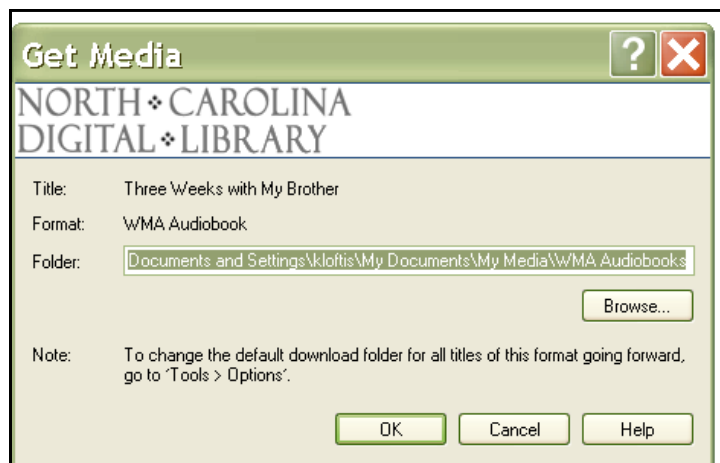 Get Media
NORTH❖CAROLINA
DIGITAL❖LIBRARY
Title: Three Weeks with My Brother
Format: WMA Audiobook
Folder: Documents and Settings\kloftis\My Documents\My Media\WMA Audiobooks
Browse...
Note: To change the default download folder for all titles of this format going forward,
go to 'Tools > Options'.
OK Cancel Help